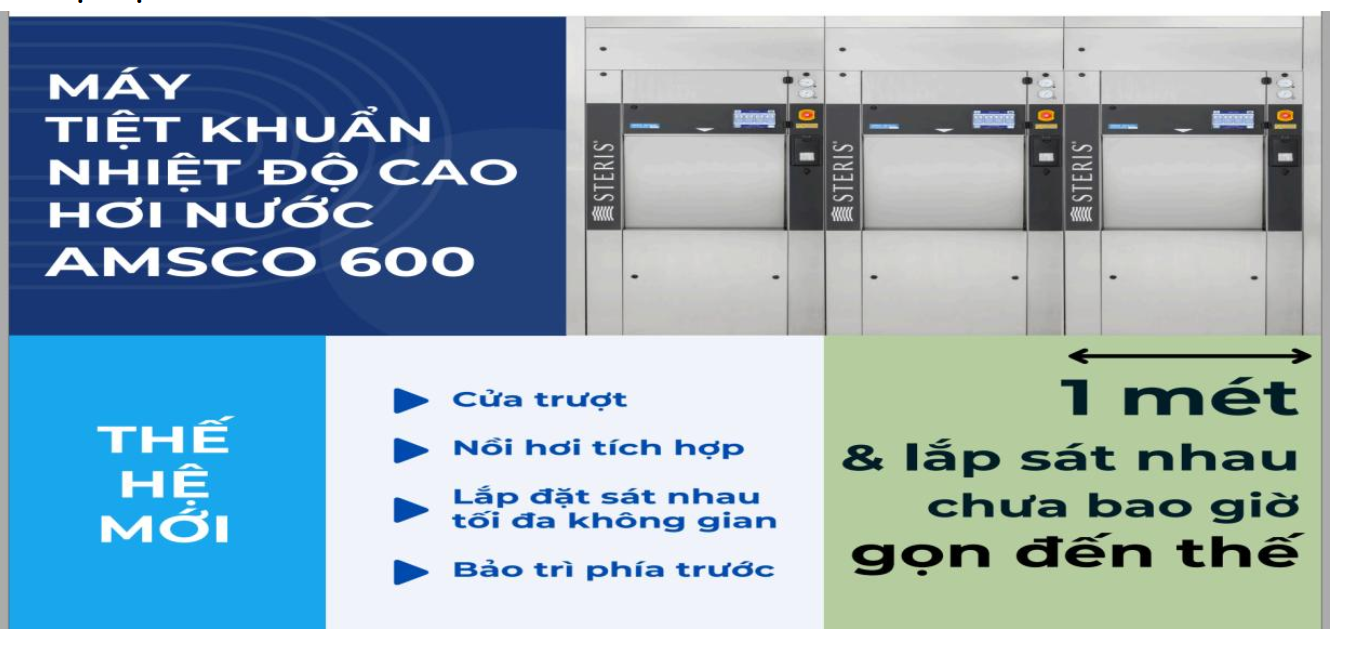 MÁY
TIỆT KHUẨN
NHIỆT ĐỘ CAO
HƠI NƯỚC
AMSCO 600
STERIS
STERIS
STERIS
THẾ
HỆ
MỚI
Cửa trượt
Nồi hơi tích hợp
Lắp đặt sát nhau
tối đa không gian
Bảo trì phía trước
1 mét
& lắp sát nhau
chưa bao giờ
gọn đến thế